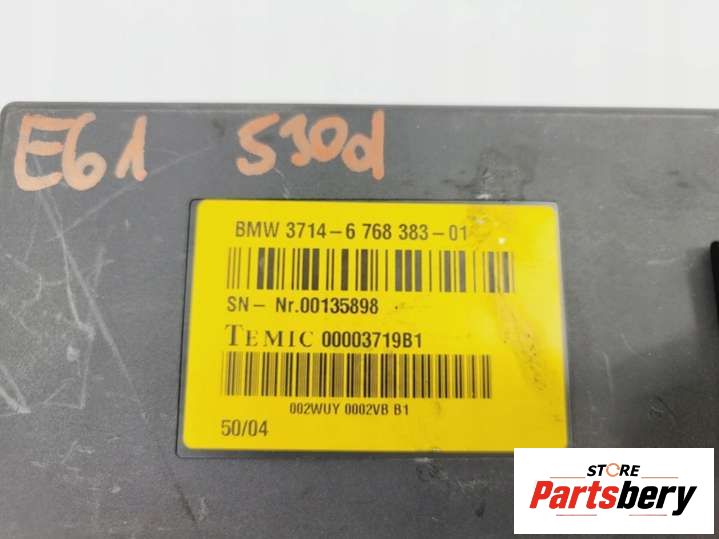 E61 530d
BMW 3714-6 768 383-01
SN- Nr.00135898
TEMIC 00003719B1
002WUY 0002VB B1
50/04
STORE
Partsbery